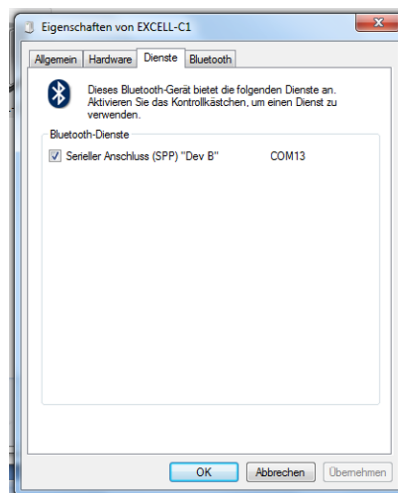 Eigenschaften von EXCELL-C1
Allgemein Hardware Dienste Bluetooth
Dieses Bluetooth-Gerät bietet die folgenden Dienste an.
Aktivieren Sie das Kontrollkästchen, um einen Dienst zu
verwenden.
Bluetooth-Dienste
Serieller Anschluss (SPP) "Dev B" COM13
OK Abbrechen Übernehmen